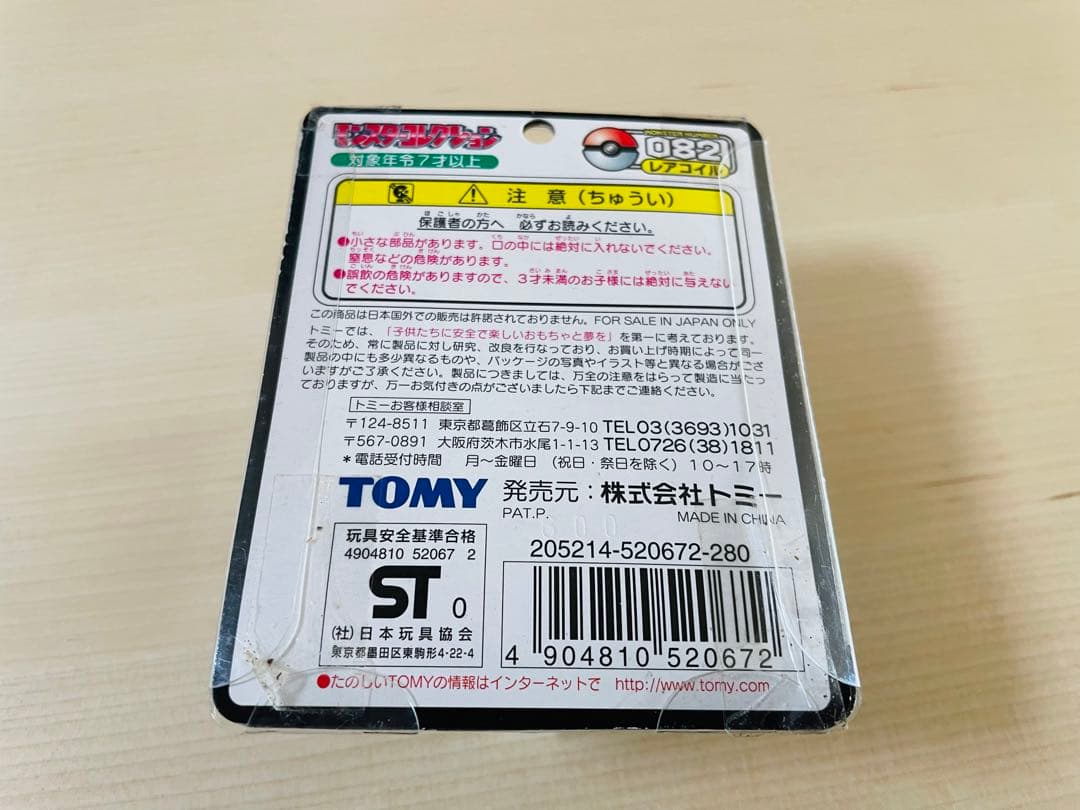 モンスターコレクション
対象年令7才以上
MONSTER NUMBER
082
レアコイル
注 意 (ちゅうい)
保護者の方へ 必ずお読みください。
●小さな部品があります。口の中には絶対に入れないでください。
窒息などの危険があります。
●誤飲の危険がありますので、3才未満のお子様には絶対に与えない
でください。
この商品は日本国外での販売は許諾されておりません。FOR SALE IN JAPAN ONLY
トミーでは、「子供たちに安全で楽しいおもちゃと夢を」を第一に考えております。
そのため、常に製品に対し研究、改良を行なっており、お買い上げ時期によって同一
製品の中にも多少異なるものや、パッケージの写真やイラスト等と異なる場合がござ
いますがご了承ください。製品につきましては、万全の注意をはらって製造に当たっ
ておりますが、万一お気付きの点がございましたら下記までご連絡ください。
トミーお客様相談室
〒124-8511 東京都葛飾区立石7-9-10 TEL03(3693)1031
〒567-0891 大阪府茨木市水尾1-1-13 TEL0726(38)1811
*電話受付時間 月〜金曜日 (祝日・祭日を除く) 10〜17時
TOMY 発売元:株式会社トミー
PAT.P. 600 MADE IN CHINA
玩具安全基準合格
4904810 52067 2
ST 0
(社)日本玩具協会
東京都墨田区東駒形4-22-4
205214-520672-280
4 904810 520672
●たのしいTOMYの情報はインターネットで http://www.tomy.com